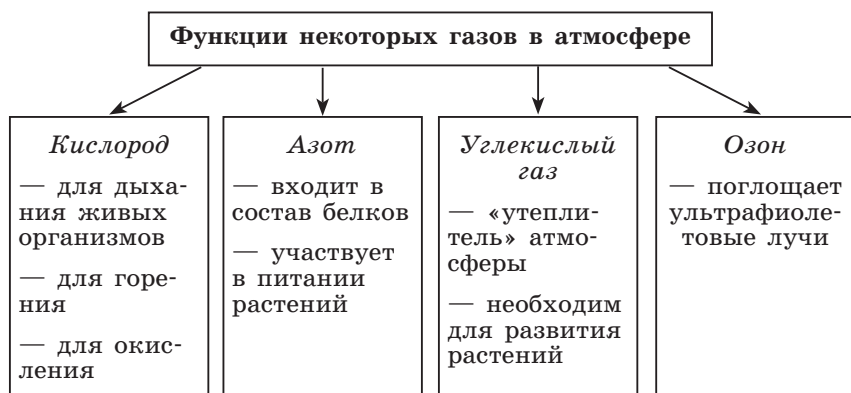 Функции некоторых газов в атмосфере
Кислород
— для дыха-
ния живых
организмов
— для горе-
ния
— для окис-
ления
Азот
— входит в
состав белков
— участвует
в питании
растений
Углекислый
газ
— «утепли-
тель» атмо-
сферы
— необходим
для развития
растений
Озон
— поглощает
ультрафиоле-
товые лучи